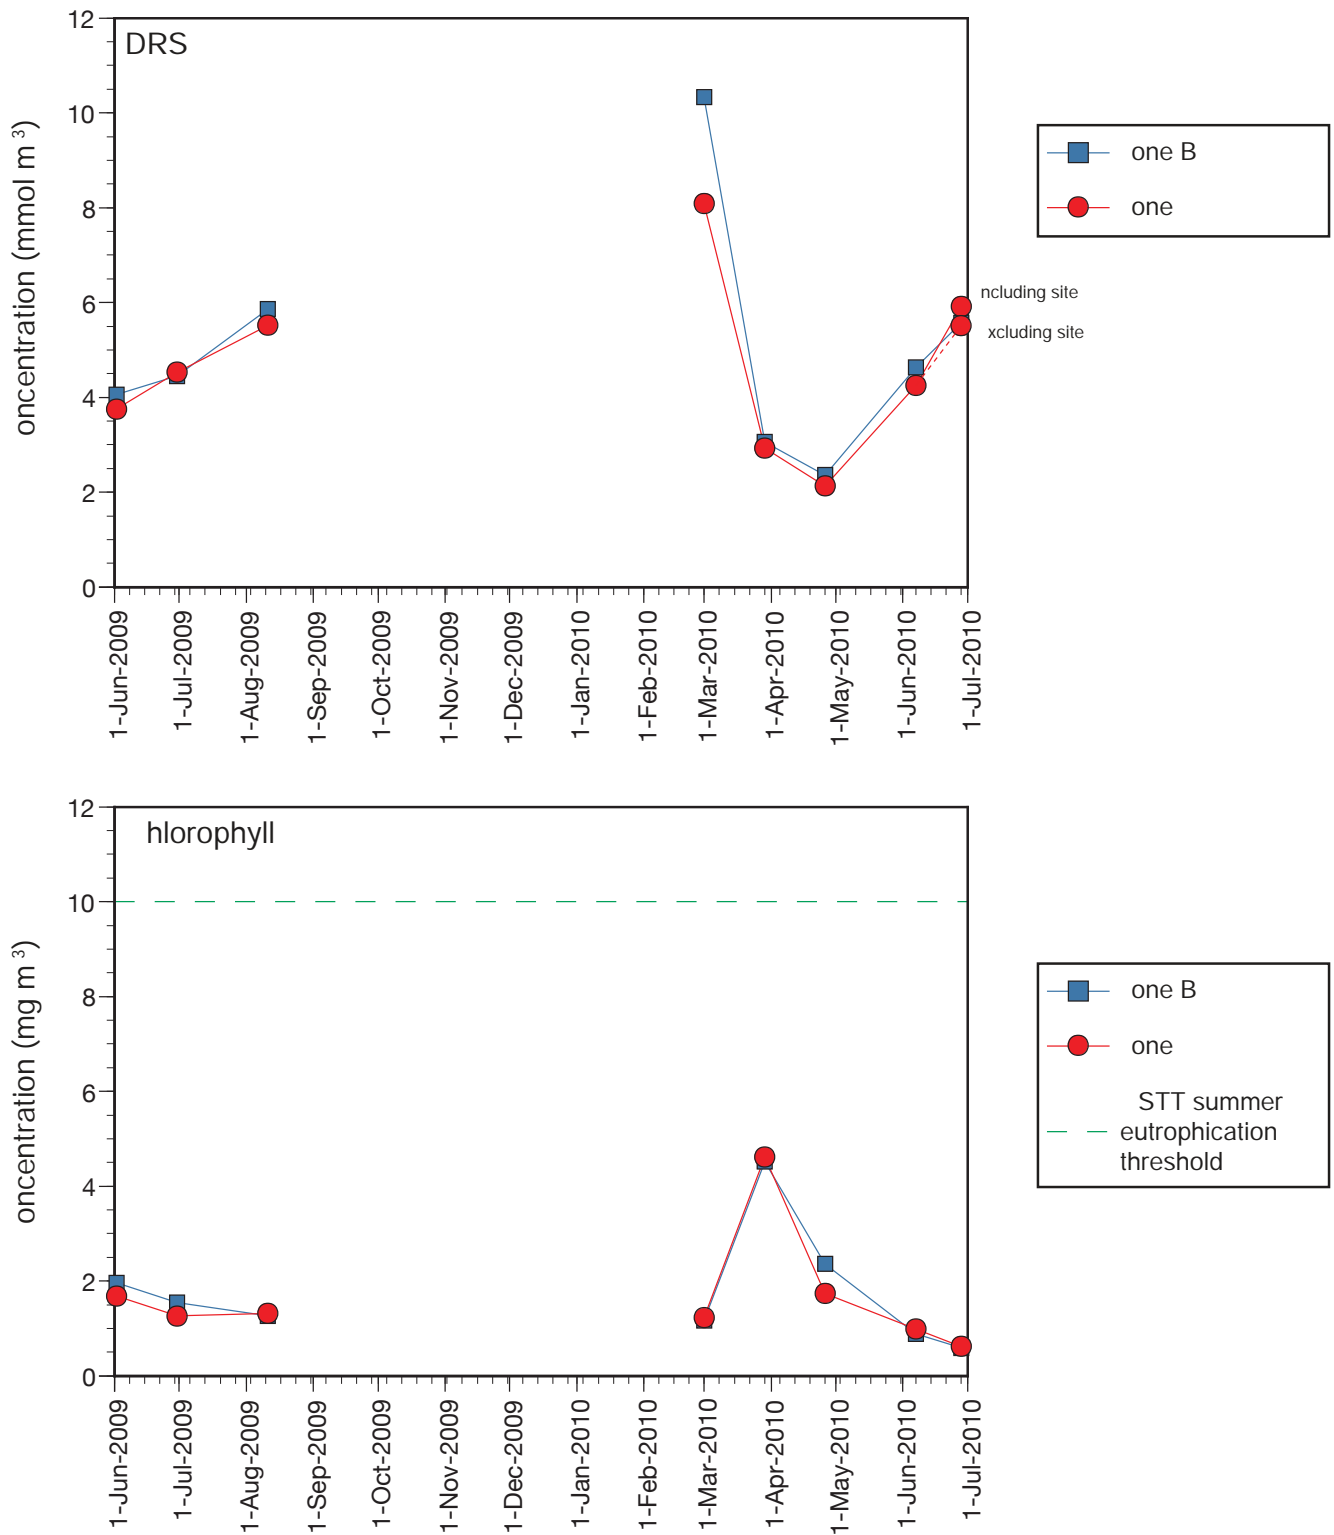 12
DRS
10
8
6
4
2
0
oncentration (mmol m 3)
one B
one
ncluding site
xcluding site
1-Jun-2009
1-Jul-2009
1-Aug-2009
1-Sep-2009
1-Oct-2009
1-Nov-2009
1-Dec-2009
1-Jan-2010
1-Feb-2010
1-Mar-2010
1-Apr-2010
1-May-2010
1-Jun-2010
1-Jul-2010
12
hlorophyll
10
8
6
4
2
0
oncentration (mg m 3)
one B
one
STT summer
eutrophication
threshold
1-Jun-2009
1-Jul-2009
1-Aug-2009
1-Sep-2009
1-Oct-2009
1-Nov-2009
1-Dec-2009
1-Jan-2010
1-Feb-2010
1-Mar-2010
1-Apr-2010
1-May-2010
1-Jun-2010
1-Jul-2010